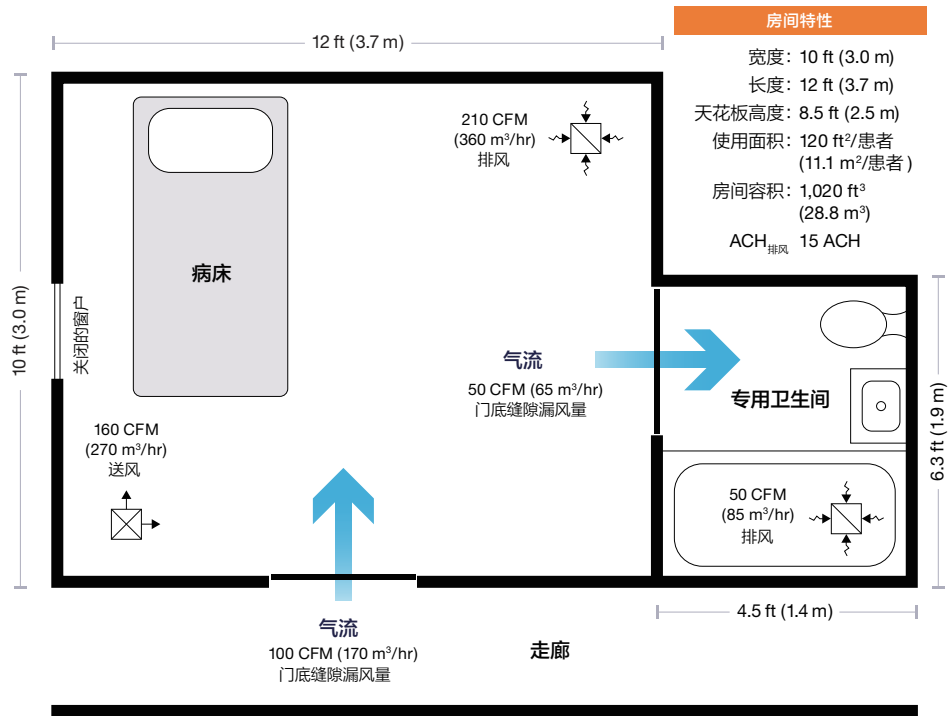 12 ft (3.7 m)
房间特性
宽度: 10 ft (3.0 m)
长度: 12 ft (3.7 m)
天花板高度: 8.5 ft (2.5 m)
使用面积: 120 ft²/患者
(11.1 m²/患者)
房间容积: 1,020 ft³
(28.8 m³)
ACH排风 15 ACH
210 CFM
(360 m³/hr)
排风
病床
10 ft (3.0 m)
关闭的窗户
气流
50 CFM (65 m³/hr)
门底缝隙漏风量
专用卫生间
6.3 ft (1.9 m)
160 CFM
(270 m³/hr)
送风
50 CFM
(85 m³/hr)
排风
4.5 ft (1.4 m)
气流
100 CFM (170 m³/hr)
门底缝隙漏风量
走廊